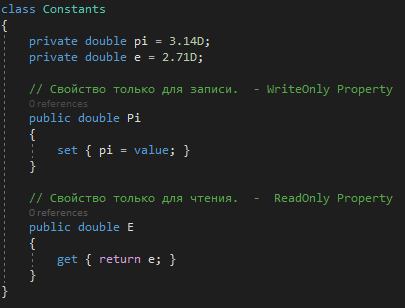 class Constants
{
private double pi = 3.14D;
private double e = 2.71D;
// Свойство только для записи.  - WriteOnly Property
0 references
public double Pi
{
set { pi = value; }
}
// Свойство только для чтения.  -  ReadOnly Property
0 references
public double E
{
get { return e; }
}
}